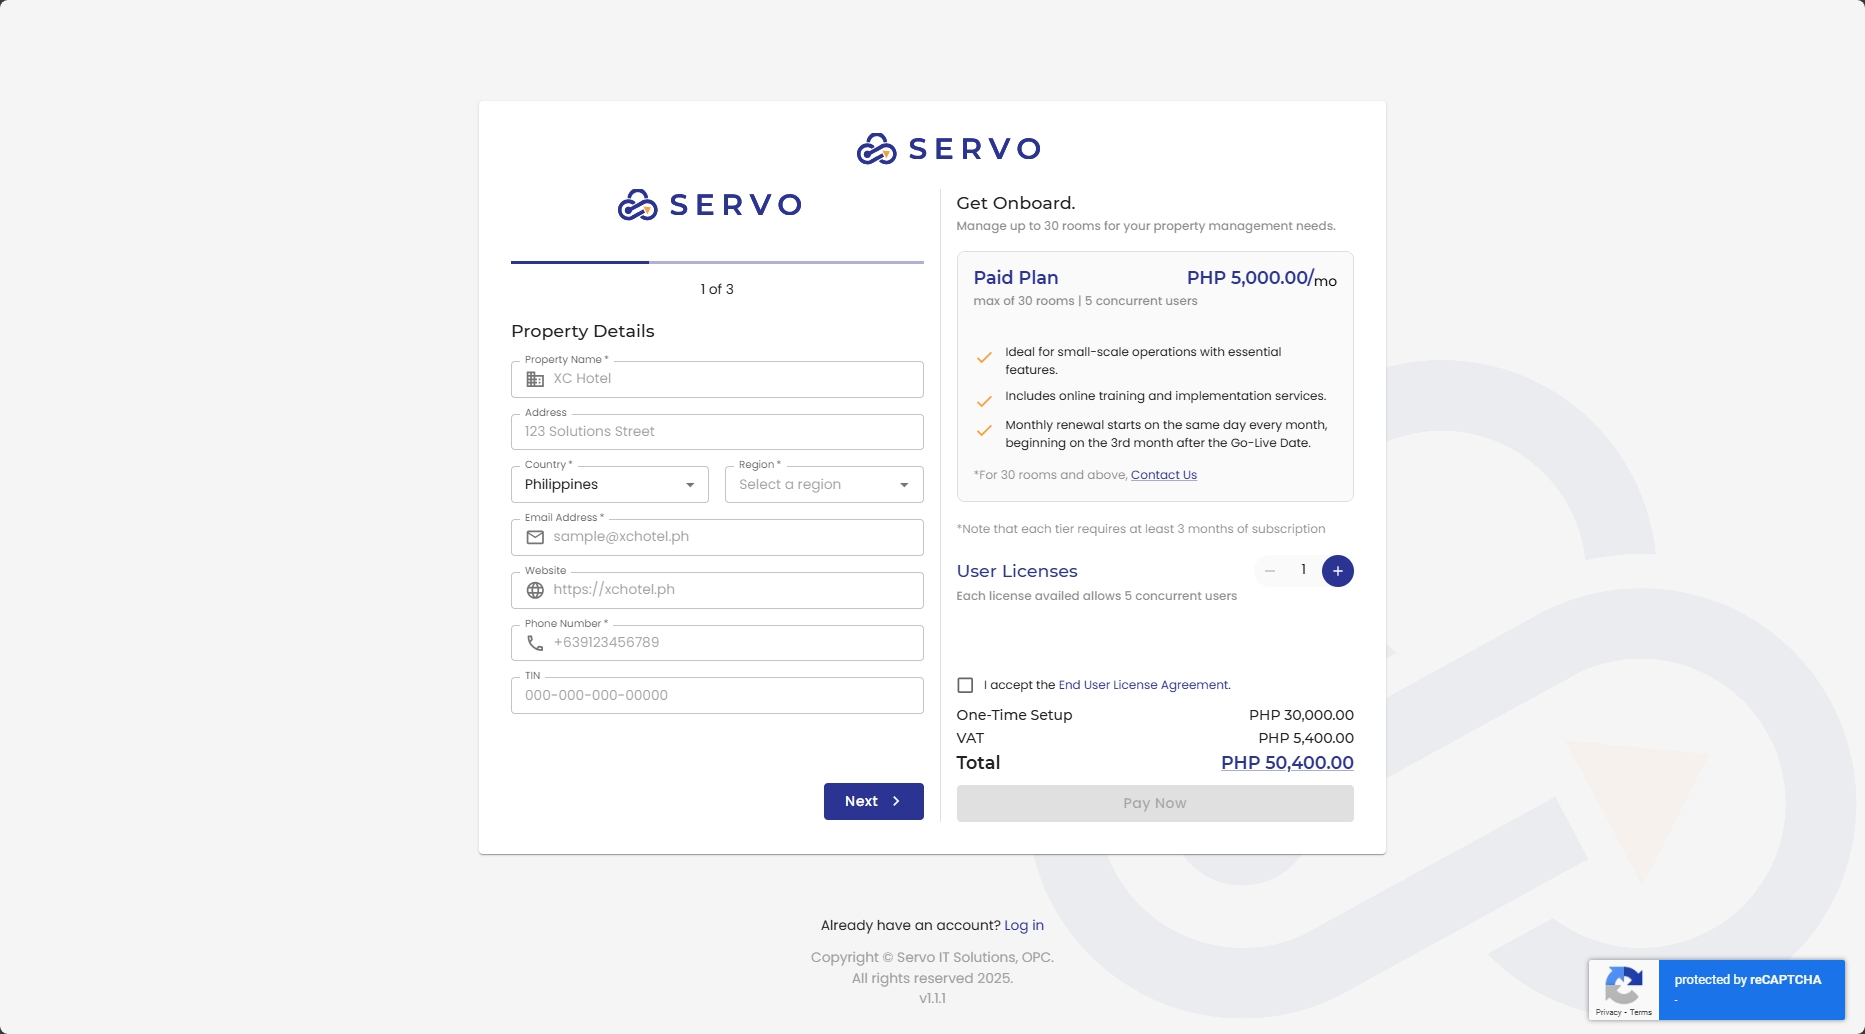 SERVO
SERVO
1 of 3
Property Details
Property Name *
XC Hotel
Address
123 Solutions Street
Country *
Philippines
Region *
Select a region
Email Address *
sample@xchotel.ph
Website
https://xchotel.ph
Phone Number *
+639123456789
TIN
000-000-000-00000
Next
Get Onboard.
Manage up to 30 rooms for your property management needs.
Paid Plan PHP 5,000.00/mo
max of 30 rooms | 5 concurrent users
Ideal for small-scale operations with essential
features.
Includes online training and implementation services.
Monthly renewal starts on the same day every month,
beginning on the 3rd month after the Go-Live Date.
*For 30 rooms and above, Contact Us
*Note that each tier requires at least 3 months of subscription
User Licenses − 1 +
Each license availed allows 5 concurrent users
I accept the End User License Agreement.
One-Time Setup PHP 30,000.00
VAT PHP 5,400.00
Total PHP 50,400.00
Pay Now
Already have an account? Log in
Copyright © Servo IT Solutions, OPC.
All rights reserved 2025.
v1.1.1
protected by reCAPTCHA
-
Privacy - Terms